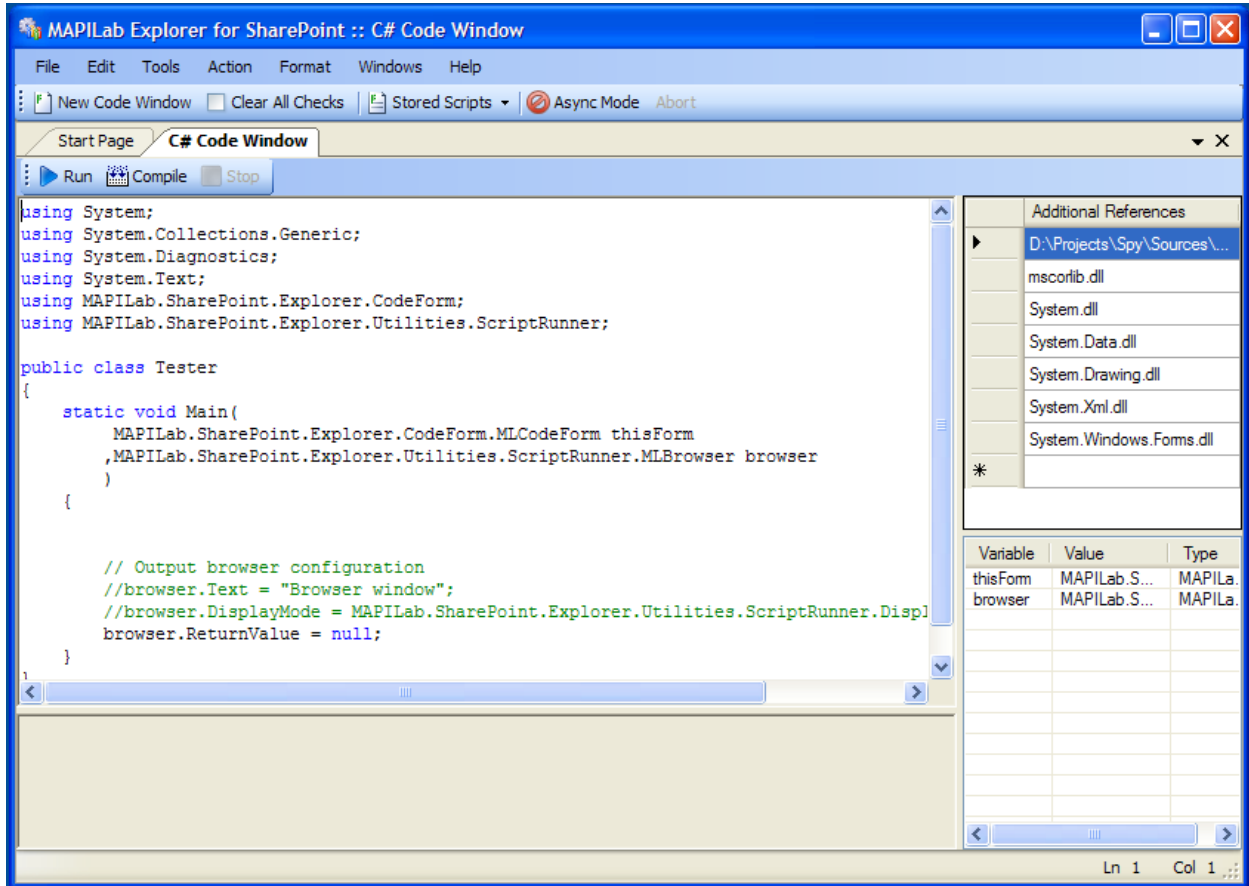 MAPILab Explorer for SharePoint :: C# Code Window
File Edit Tools Action Format Windows Help
New Code Window Clear All Checks Stored Scripts Async Mode Abort
Start Page C# Code Window
Run Compile Stop
using System;
using System.Collections.Generic;
using System.Diagnostics;
using System.Text;
using MAPILab.SharePoint.Explorer.CodeForm;
using MAPILab.SharePoint.Explorer.Utilities.ScriptRunner;
public class Tester
{
static void Main(
MAPILab.SharePoint.Explorer.CodeForm.MLCodeForm thisForm
,MAPILab.SharePoint.Explorer.Utilities.ScriptRunner.MLBrowser browser
)
{
// Output browser configuration
//browser.Text = "Browser window";
//browser.DisplayMode = MAPILab.SharePoint.Explorer.Utilities.ScriptRunner.Displ
browser.ReturnValue = null;
}
Additional References
D:\Projects\Spy\Sources\...
mscorlib.dll
System.dll
System.Data.dll
System.Drawing.dll
System.Xml.dll
System.Windows.Forms.dll
Variable Value Type
thisForm MAPILab.S... MAPILa.
browser MAPILab.S... MAPILa.
Ln 1 Col 1